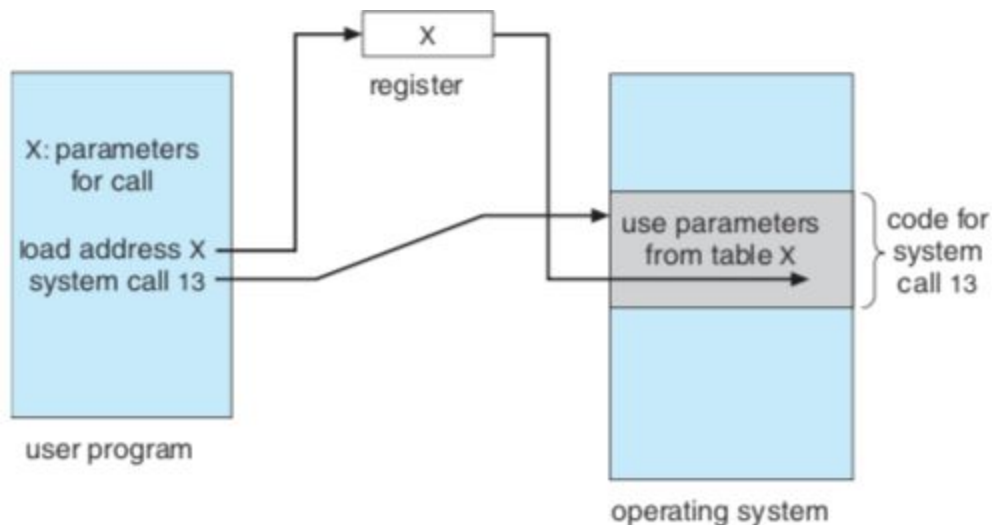 X
register
X: parameters
for call
load address X
system call 13
use parameters
from table X
code for
system
call 13
user program
operating system